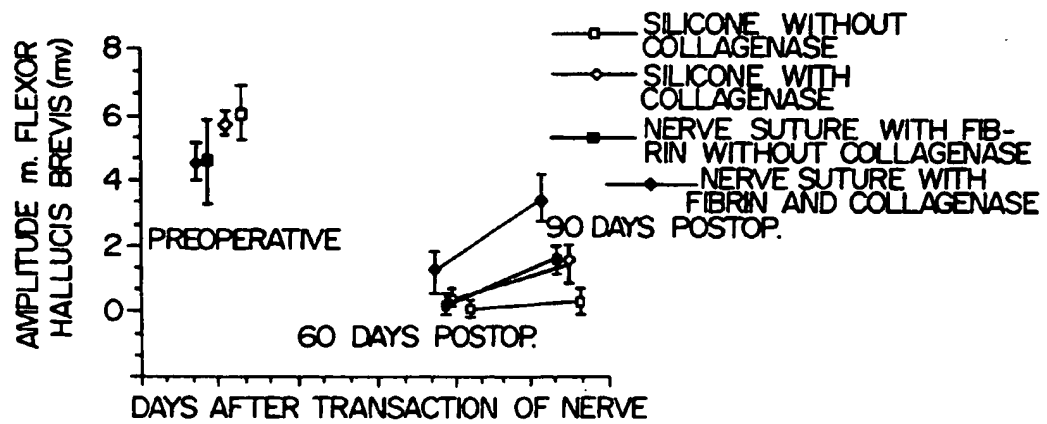 SILICONE WITHOUT
COLLAGENASE
SILICONE WITH
COLLAGENASE
NERVE SUTURE WITH FIB-
RIN WITHOUT COLLAGENASE
NERVE SUTURE WITH
FIBRIN AND COLLAGENASE
AMPLITUDE m. FLEXOR
HALLUCIS BREVIS (mv)
8
6
4
2
0
PREOPERATIVE
90 DAYS POSTOP.
60 DAYS POSTOP.
DAYS AFTER TRANSACTION OF NERVE